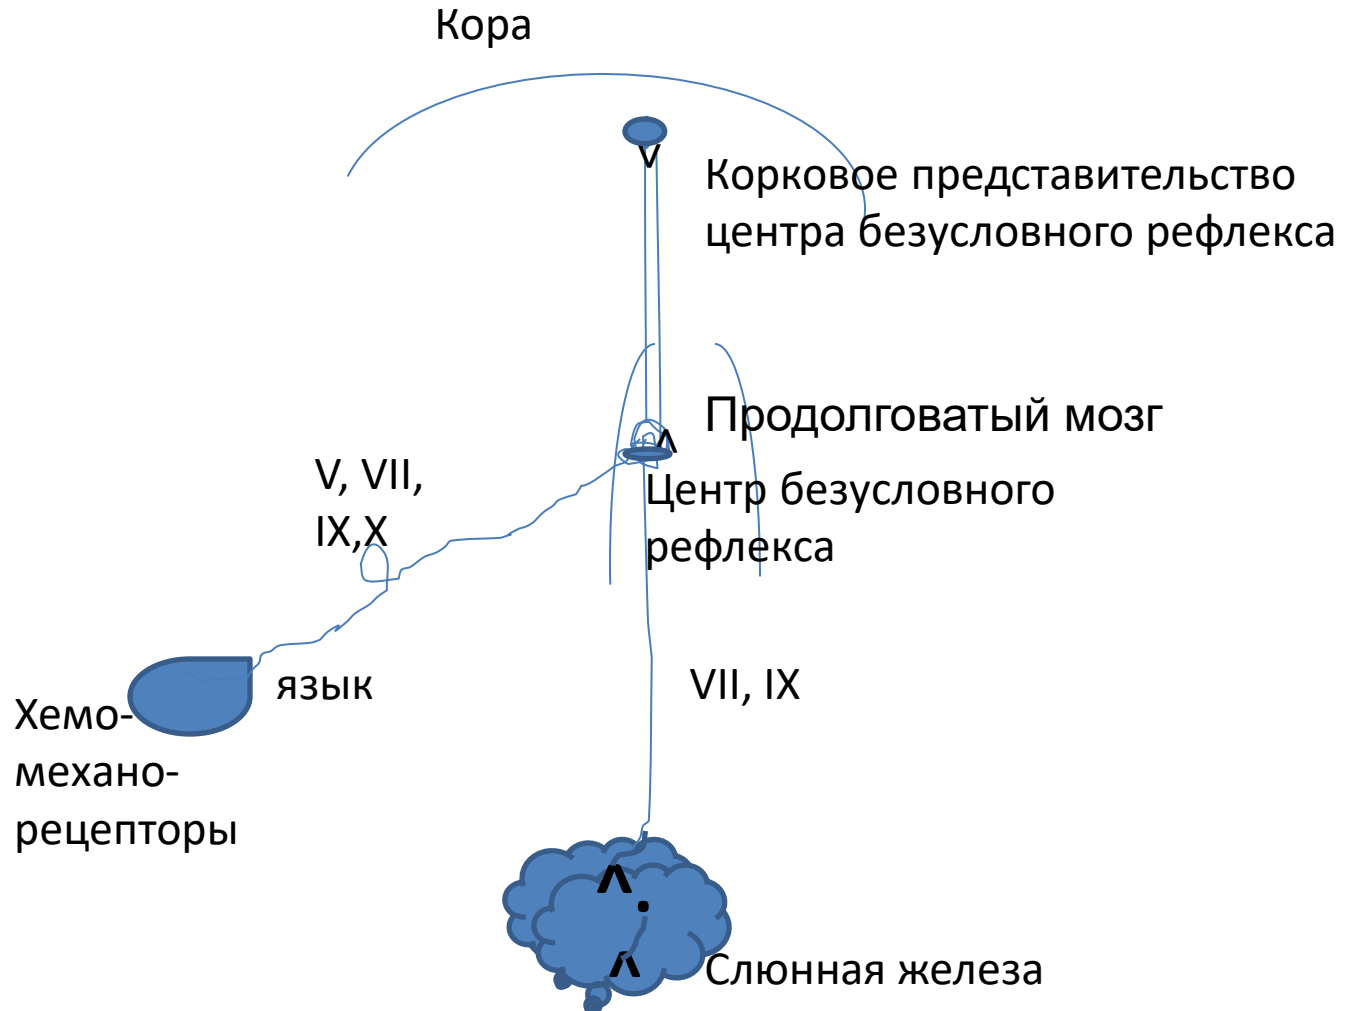 Кора
Корковое представительство
центра безусловного рефлекса
Продолговатый мозг
V, VII,
IX,X
Центр безусловного
рефлекса
язык
VII, IX
Хемо-
механо-
рецепторы
Слюнная железа